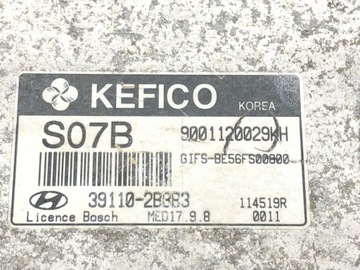 KEFICO KOREA
S07B 9001120029KH
GIFS-BE56FS00800
39110-2BBB3 114519R
Licence Bosch MED17.9.8 0011